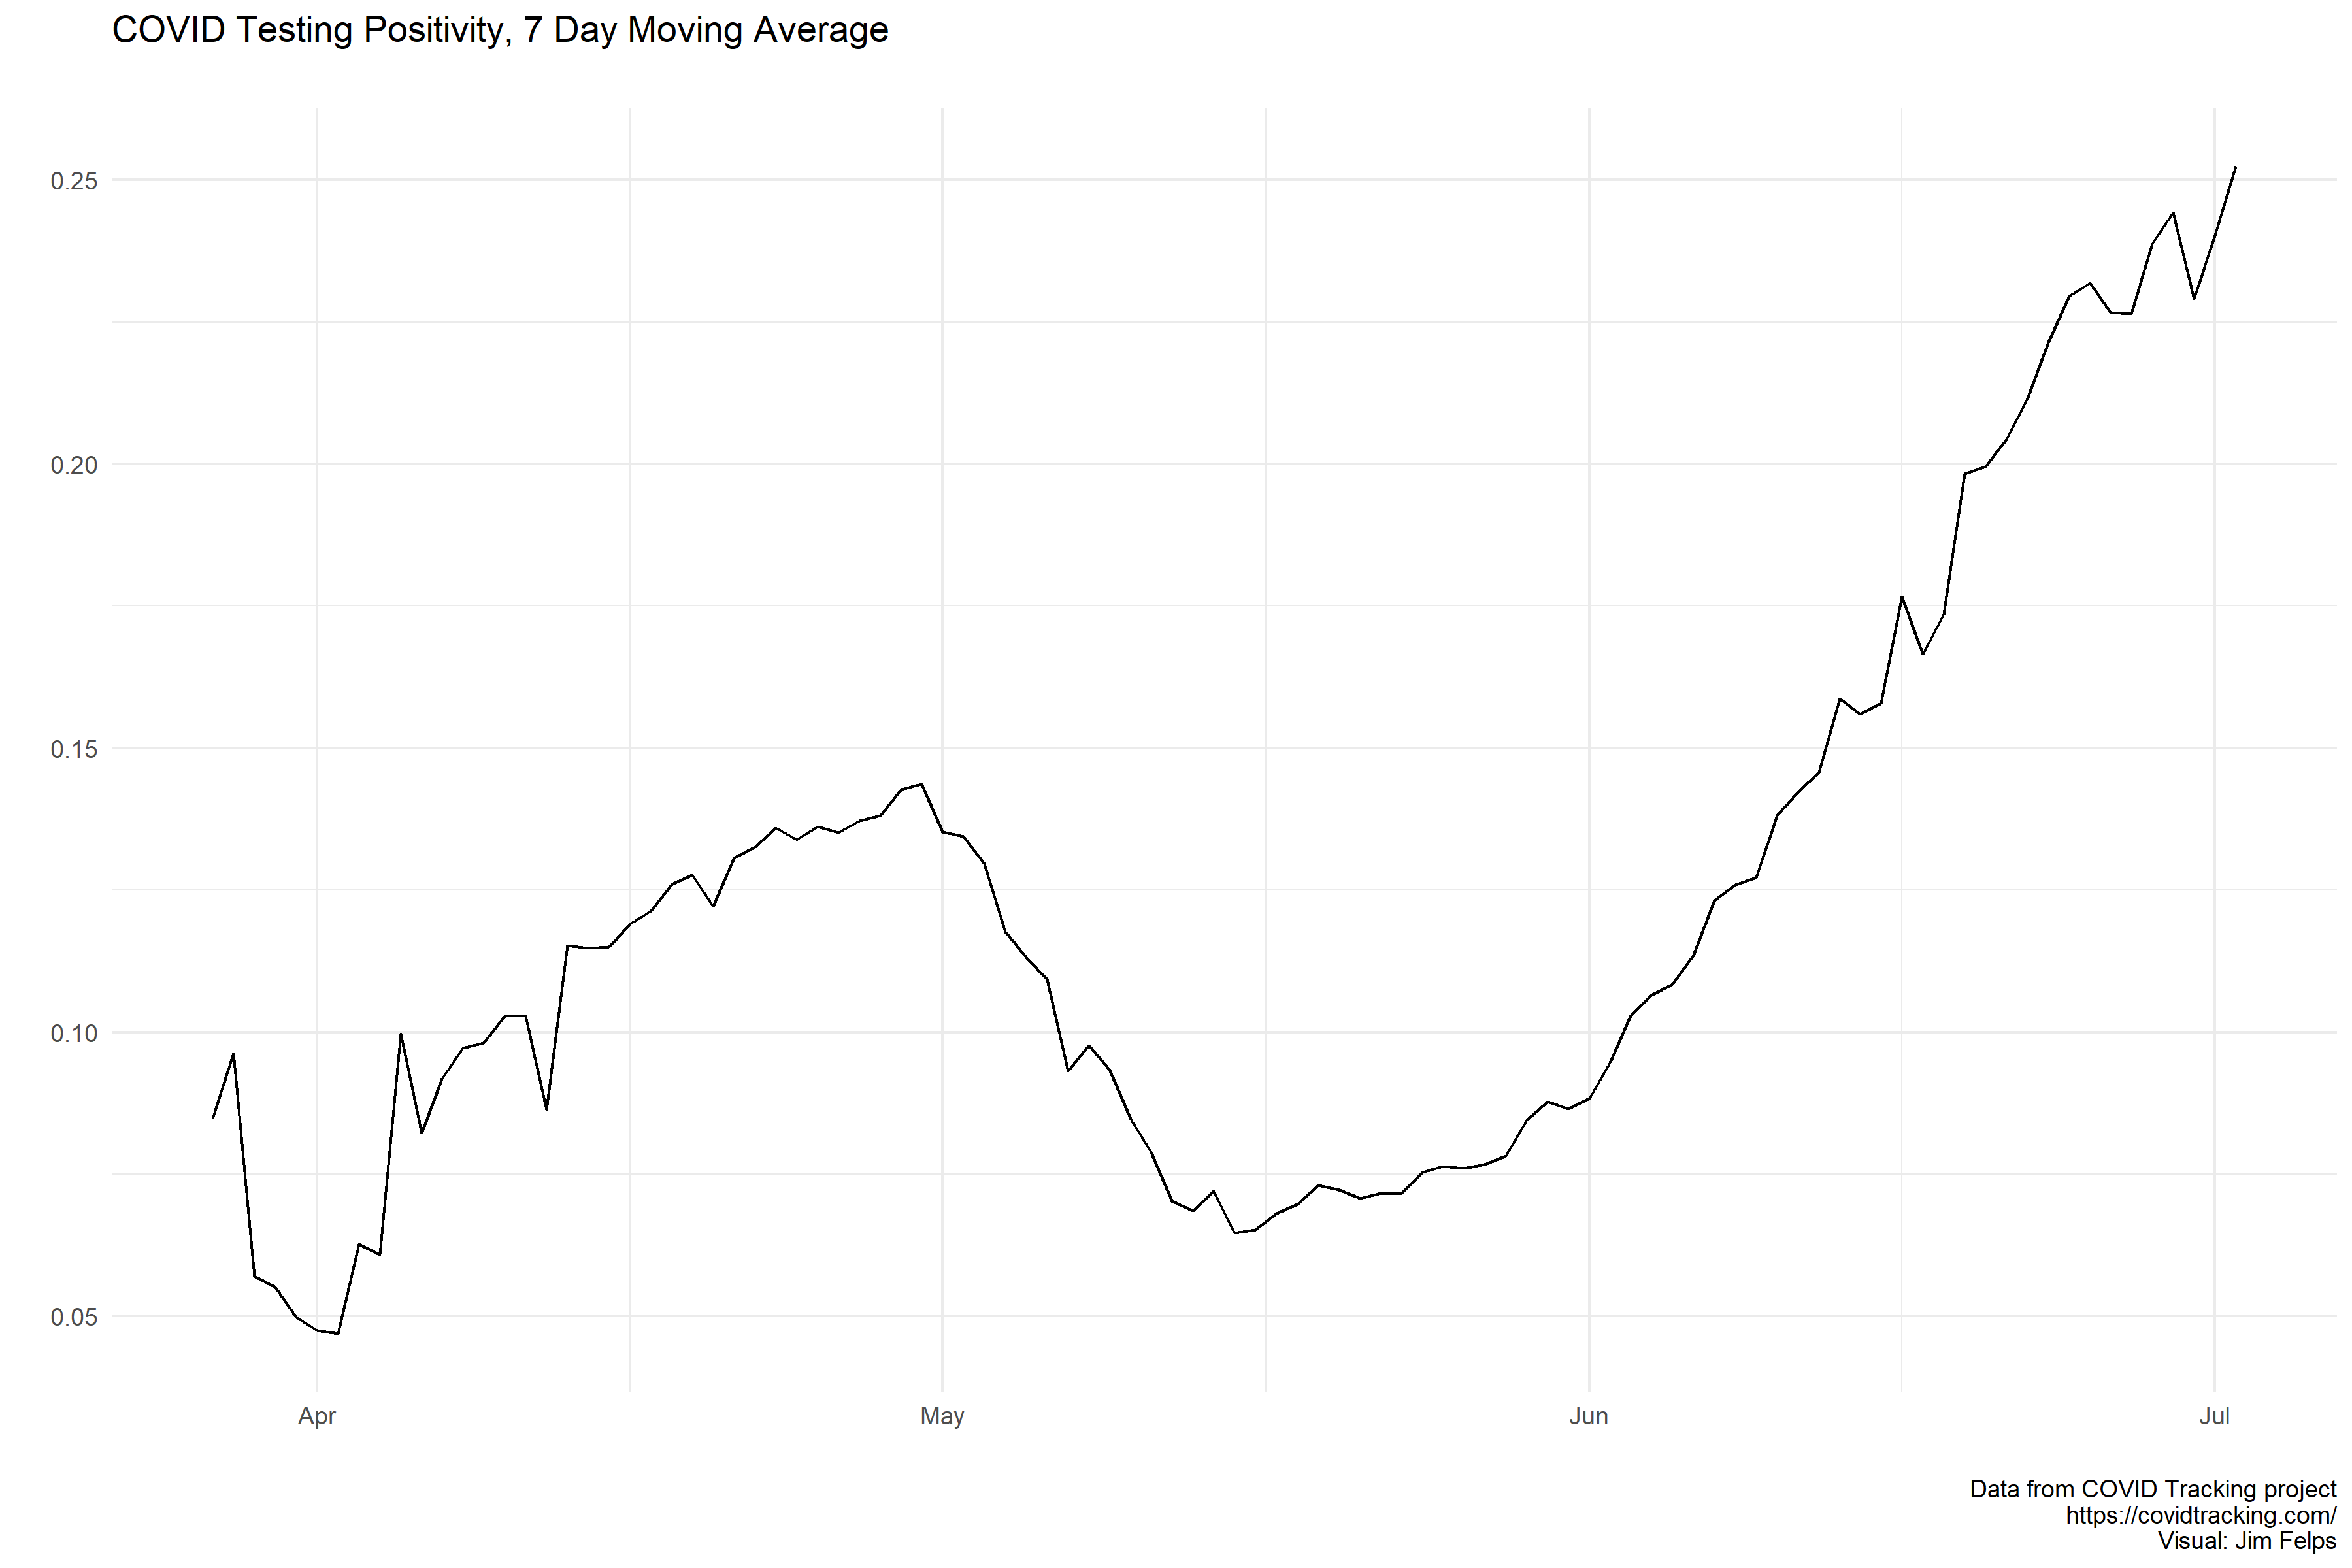 COVID Testing Positivity, 7 Day Moving Average
0.25
0.20
0.15
0.10
0.05
Apr May Jun Jul
Data from COVID Tracking project
https://covidtracking.com/
Visual: Jim Felps